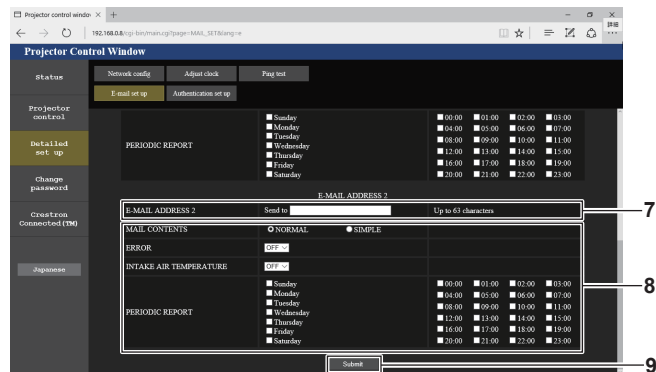 Projector control window
192.168.0.8/cgi-bin/main.cgi?page=MAIL_SET&lang=e
詳細
Projector Control Window
Status
Projector control
Detailed set up
Change password
Crestron Connected(TM)
Japanese
Network config Adjust clock Ping test
E-mail set up Authentication set up
PERIODIC REPORT
Sunday
Monday
Tuesday
Wednesday
Thursday
Friday
Saturday
00:00 01:00 02:00 03:00
04:00 05:00 06:00 07:00
08:00 09:00 10:00 11:00
12:00 13:00 14:00 15:00
16:00 17:00 18:00 19:00
20:00 21:00 22:00 23:00
E-MAIL ADDRESS 2
E-MAIL ADDRESS 2 Send to Up to 63 characters
7
MAIL CONTENTS NORMAL SIMPLE
ERROR OFF
INTAKE AIR TEMPERATURE OFF
8
PERIODIC REPORT
Sunday
Monday
Tuesday
Wednesday
Thursday
Friday
Saturday
00:00 01:00 02:00 03:00
04:00 05:00 06:00 07:00
08:00 09:00 10:00 11:00
12:00 13:00 14:00 15:00
16:00 17:00 18:00 19:00
20:00 21:00 22:00 23:00
Submit
9